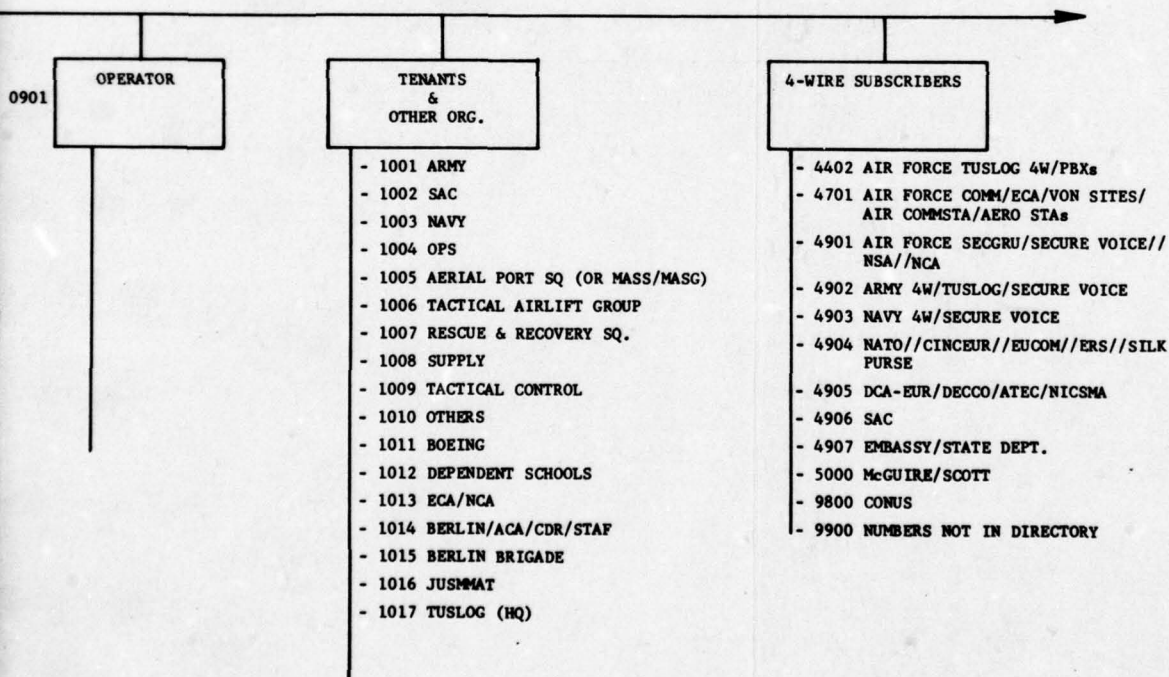 0901
OPERATOR
TENANTS
&
OTHER ORG.
- 1001 ARMY
- 1002 SAC
- 1003 NAVY
- 1004 OPS
- 1005 AERIAL PORT SQ (OR MASS/MASG)
- 1006 TACTICAL AIRLIFT GROUP
- 1007 RESCUE & RECOVERY SQ.
- 1008 SUPPLY
- 1009 TACTICAL CONTROL
- 1010 OTHERS
- 1011 BOEING
- 1012 DEPENDENT SCHOOLS
- 1013 ECA/NCA
- 1014 BERLIN/ACA/CDR/STAF
- 1015 BERLIN BRIGADE
- 1016 JUSMMAT
- 1017 TUSLOG (HQ)
4-WIRE SUBSCRIBERS
- 4402 AIR FORCE TUSLOG 4W/PBXs
- 4701 AIR FORCE COMM/ECA/VON SITES/
AIR COMMSTA/AERO STAs
- 4901 AIR FORCE SECGRU/SECURE VOICE//
NSA//NCA
- 4902 ARMY 4W/TUSLOG/SECURE VOICE
- 4903 NAVY 4W/SECURE VOICE
- 4904 NATO//CINCEUR//EUCOM//ERS//SILK
PURSE
- 4905 DCA-EUR/DECCO/ATEC/NICSMA
- 4906 SAC
- 4907 EMBASSY/STATE DEPT.
- 5000 McGUIRE/SCOTT
- 9800 CONUS
- 9900 NUMBERS NOT IN DIRECTORY